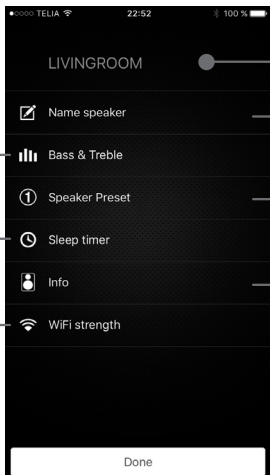 TELIA 22:52 100 %
LIVINGROOM
Name speaker
Bass & Treble
1 Speaker Preset
Sleep timer
Info
WiFi strength
Done